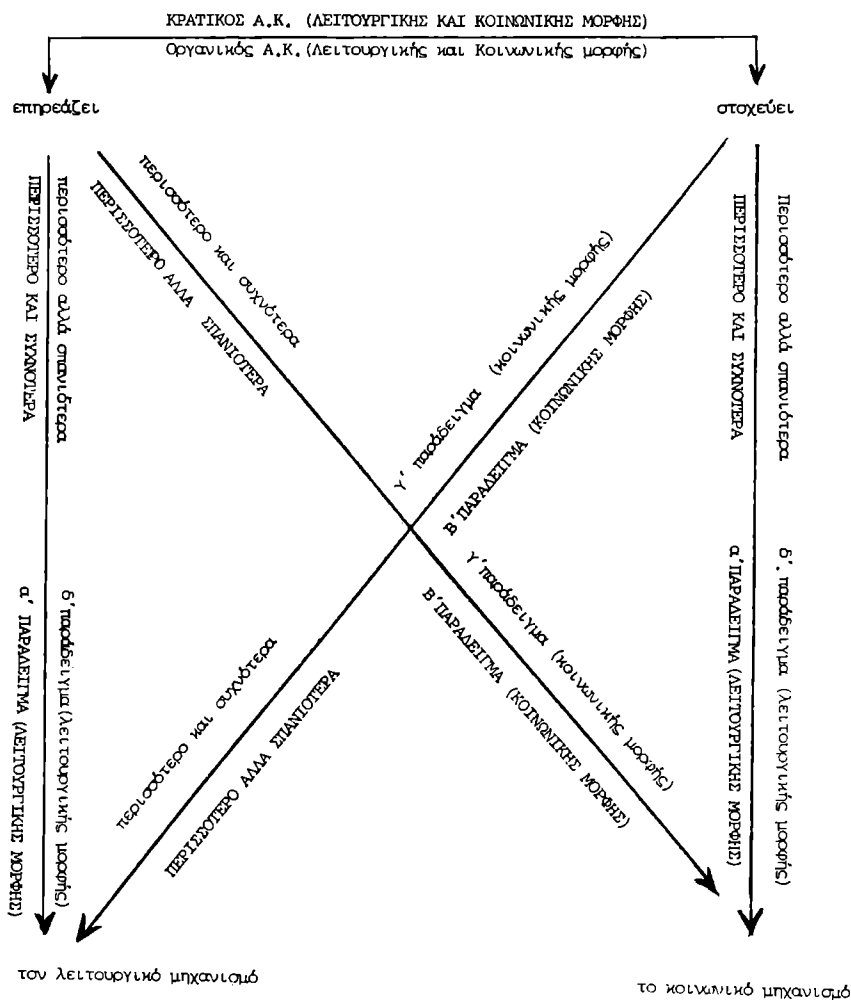 ΚΡΑΤΙΚΟΣ Α.Κ. (ΛΕΙΤΟΥΡΓΙΚΗΣ ΚΑΙ ΚΟΙΝΩΝΙΚΗΣ ΜΟΡΦΗΣ)
Οργανικός Α.Κ.(Λειτουργικής και Κοινωνικής μορφής)
επηρεάζει
στοχεύει
περισσότερο αλλά σπανιότερα
ΠΕΡΙΣΣΟΤΕΡΟ ΚΑΙ ΣΥΧΝΟΤΕΡΑ
περισσότερο και συχνότερα
ΠΕΡΙΣΣΟΤΕΡΟ ΑΛΛΑ ΣΠΑΝΙΟΤΕΡΑ
γ' παράδειγμα (κοινωνικής μορφής)
Β'ΠΑΡΑΔΕΙΓΜΑ (ΚΟΙΝΩΝΙΚΗΣ ΜΟΡΦΗΣ)
Περισσότερο αλλά σπανιότερα
ΠΕΡΙΣΣΟΤΕΡΟ ΚΑΙ ΣΥΧΝΟΤΕΡΑ
δ'παράδειγμα(λειτουργικής μορφής)
α' ΠΑΡΑΔΕΙΓΜΑ (ΛΕΙΤΟΥΡΓΙΚΗΣ ΜΟΡΦΗΣ)
περισσότερο και συχνότερα
ΠΕΡΙΣΣΟΤΕΡΟ ΑΛΛΑ ΣΠΑΝΙΟΤΕΡΑ
γ'παράδειγμα (κοινωνικής μορφής)
Β'ΠΑΡΑΔΕΙΓΜΑ (ΚΟΙΝΩΝΙΚΗΣ ΜΟΡΦΗΣ)
δ'. παράδειγμα (λειτουργικής μορφής)
α'ΠΑΡΑΔΕΙΓΜΑ (ΛΕΙΤΟΥΡΓΙΚΗΣ ΜΟΡΦΗΣ)
τον λειτουργικό μηχανισμό
το κοινωνικό μηχανισμό